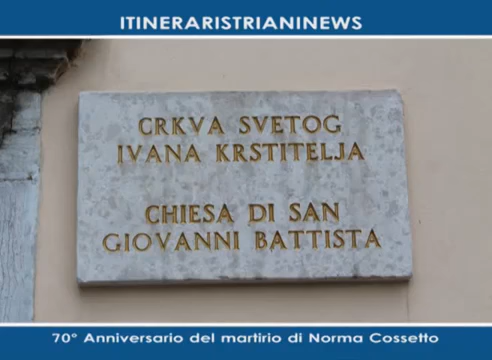 ITINERARISTRIANINEWS
CRKVA SVETOG
IVANA KRSTITELJA
CHIESA DI SAN
GIOVANNI BATTISTA
70° Anniversario del martirio di Norma Cossetto